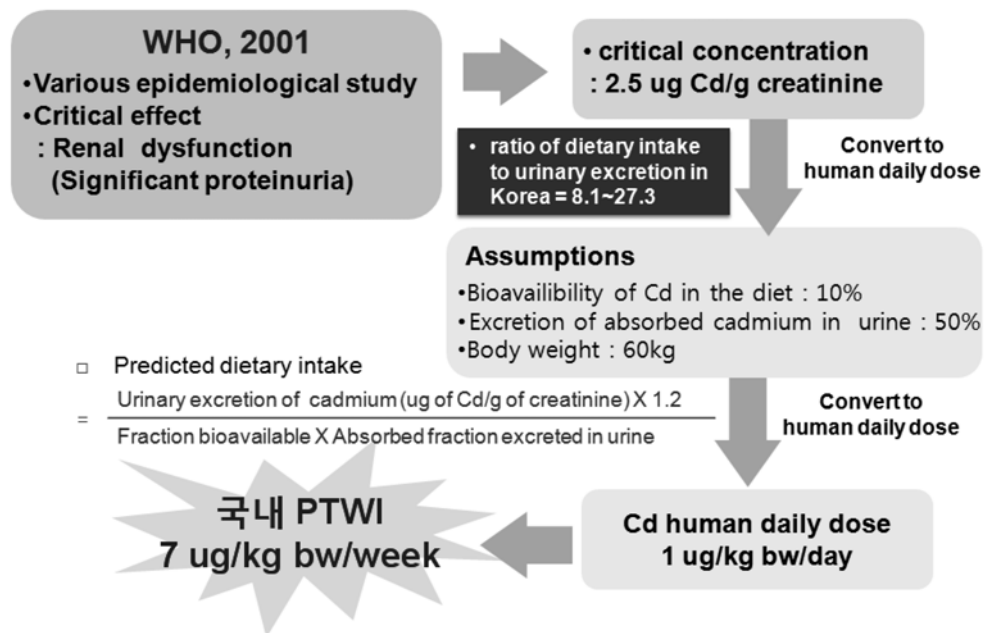 WHO, 2001
•Various epidemiological study
•Critical effect
: Renal dysfunction
(Significant proteinuria)
• critical concentration
: 2.5 ug Cd/g creatinine
• ratio of dietary intake
to urinary excretion in
Korea = 8.1~27.3
Convert to
human daily dose
Assumptions
•Bioavailibility of Cd in the diet : 10%
•Excretion of absorbed cadmium in urine : 50%
•Body weight : 60kg
□ Predicted dietary intake
= Urinary excretion of cadmium (ug of Cd/g of creatinine) X 1.2
Fraction bioavailable X Absorbed fraction excreted in urine
Convert to
human daily dose
Cd human daily dose
1 ug/kg bw/day
국내 PTWI
7 ug/kg bw/week